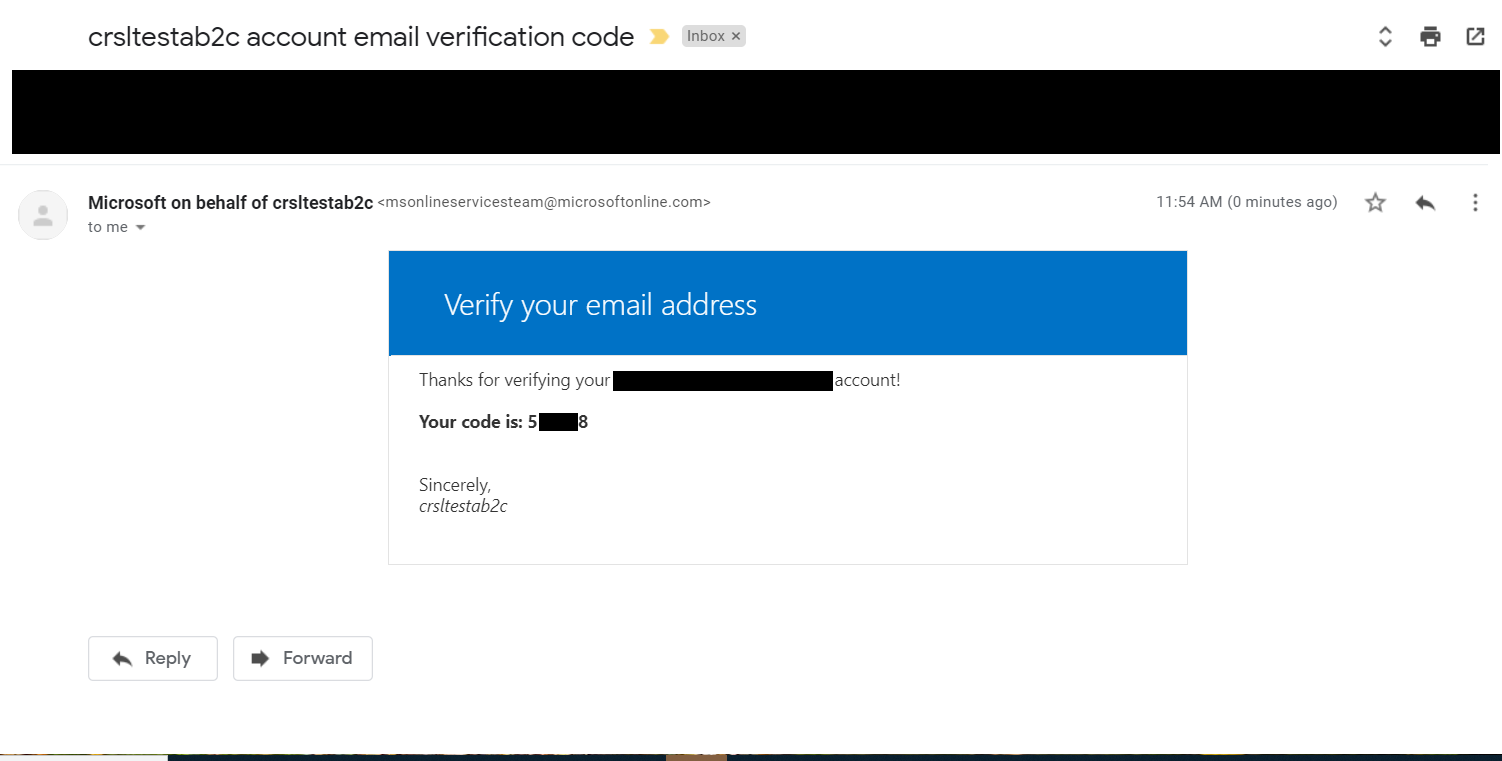 crsltestab2c account email verification code Inbox ×
Microsoft on behalf of crsltestab2c <msonlineservicesteam@microsoftonline.com> 11:54 AM (0 minutes ago)
to me
Verify your email address
Thanks for verifying your account!
Your code is: 5 8
Sincerely,
crsltestab2c
Reply Forward